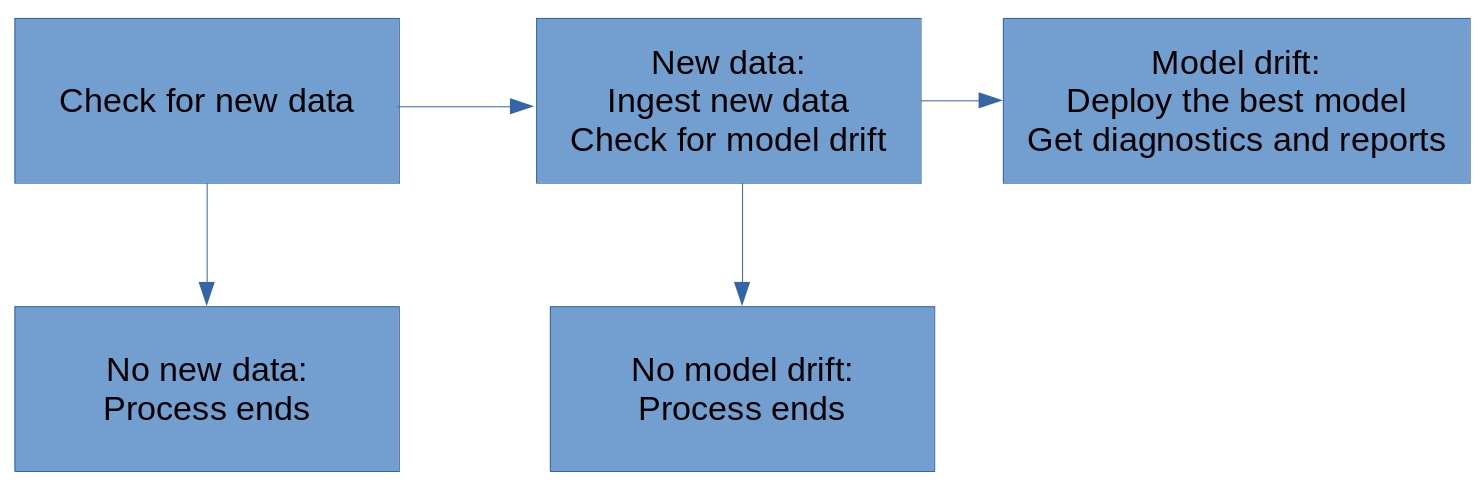 Check for new data
New data:
Ingest new data
Check for model drift
Model drift:
Deploy the best model
Get diagnostics and reports
No new data:
Process ends
No model drift:
Process ends